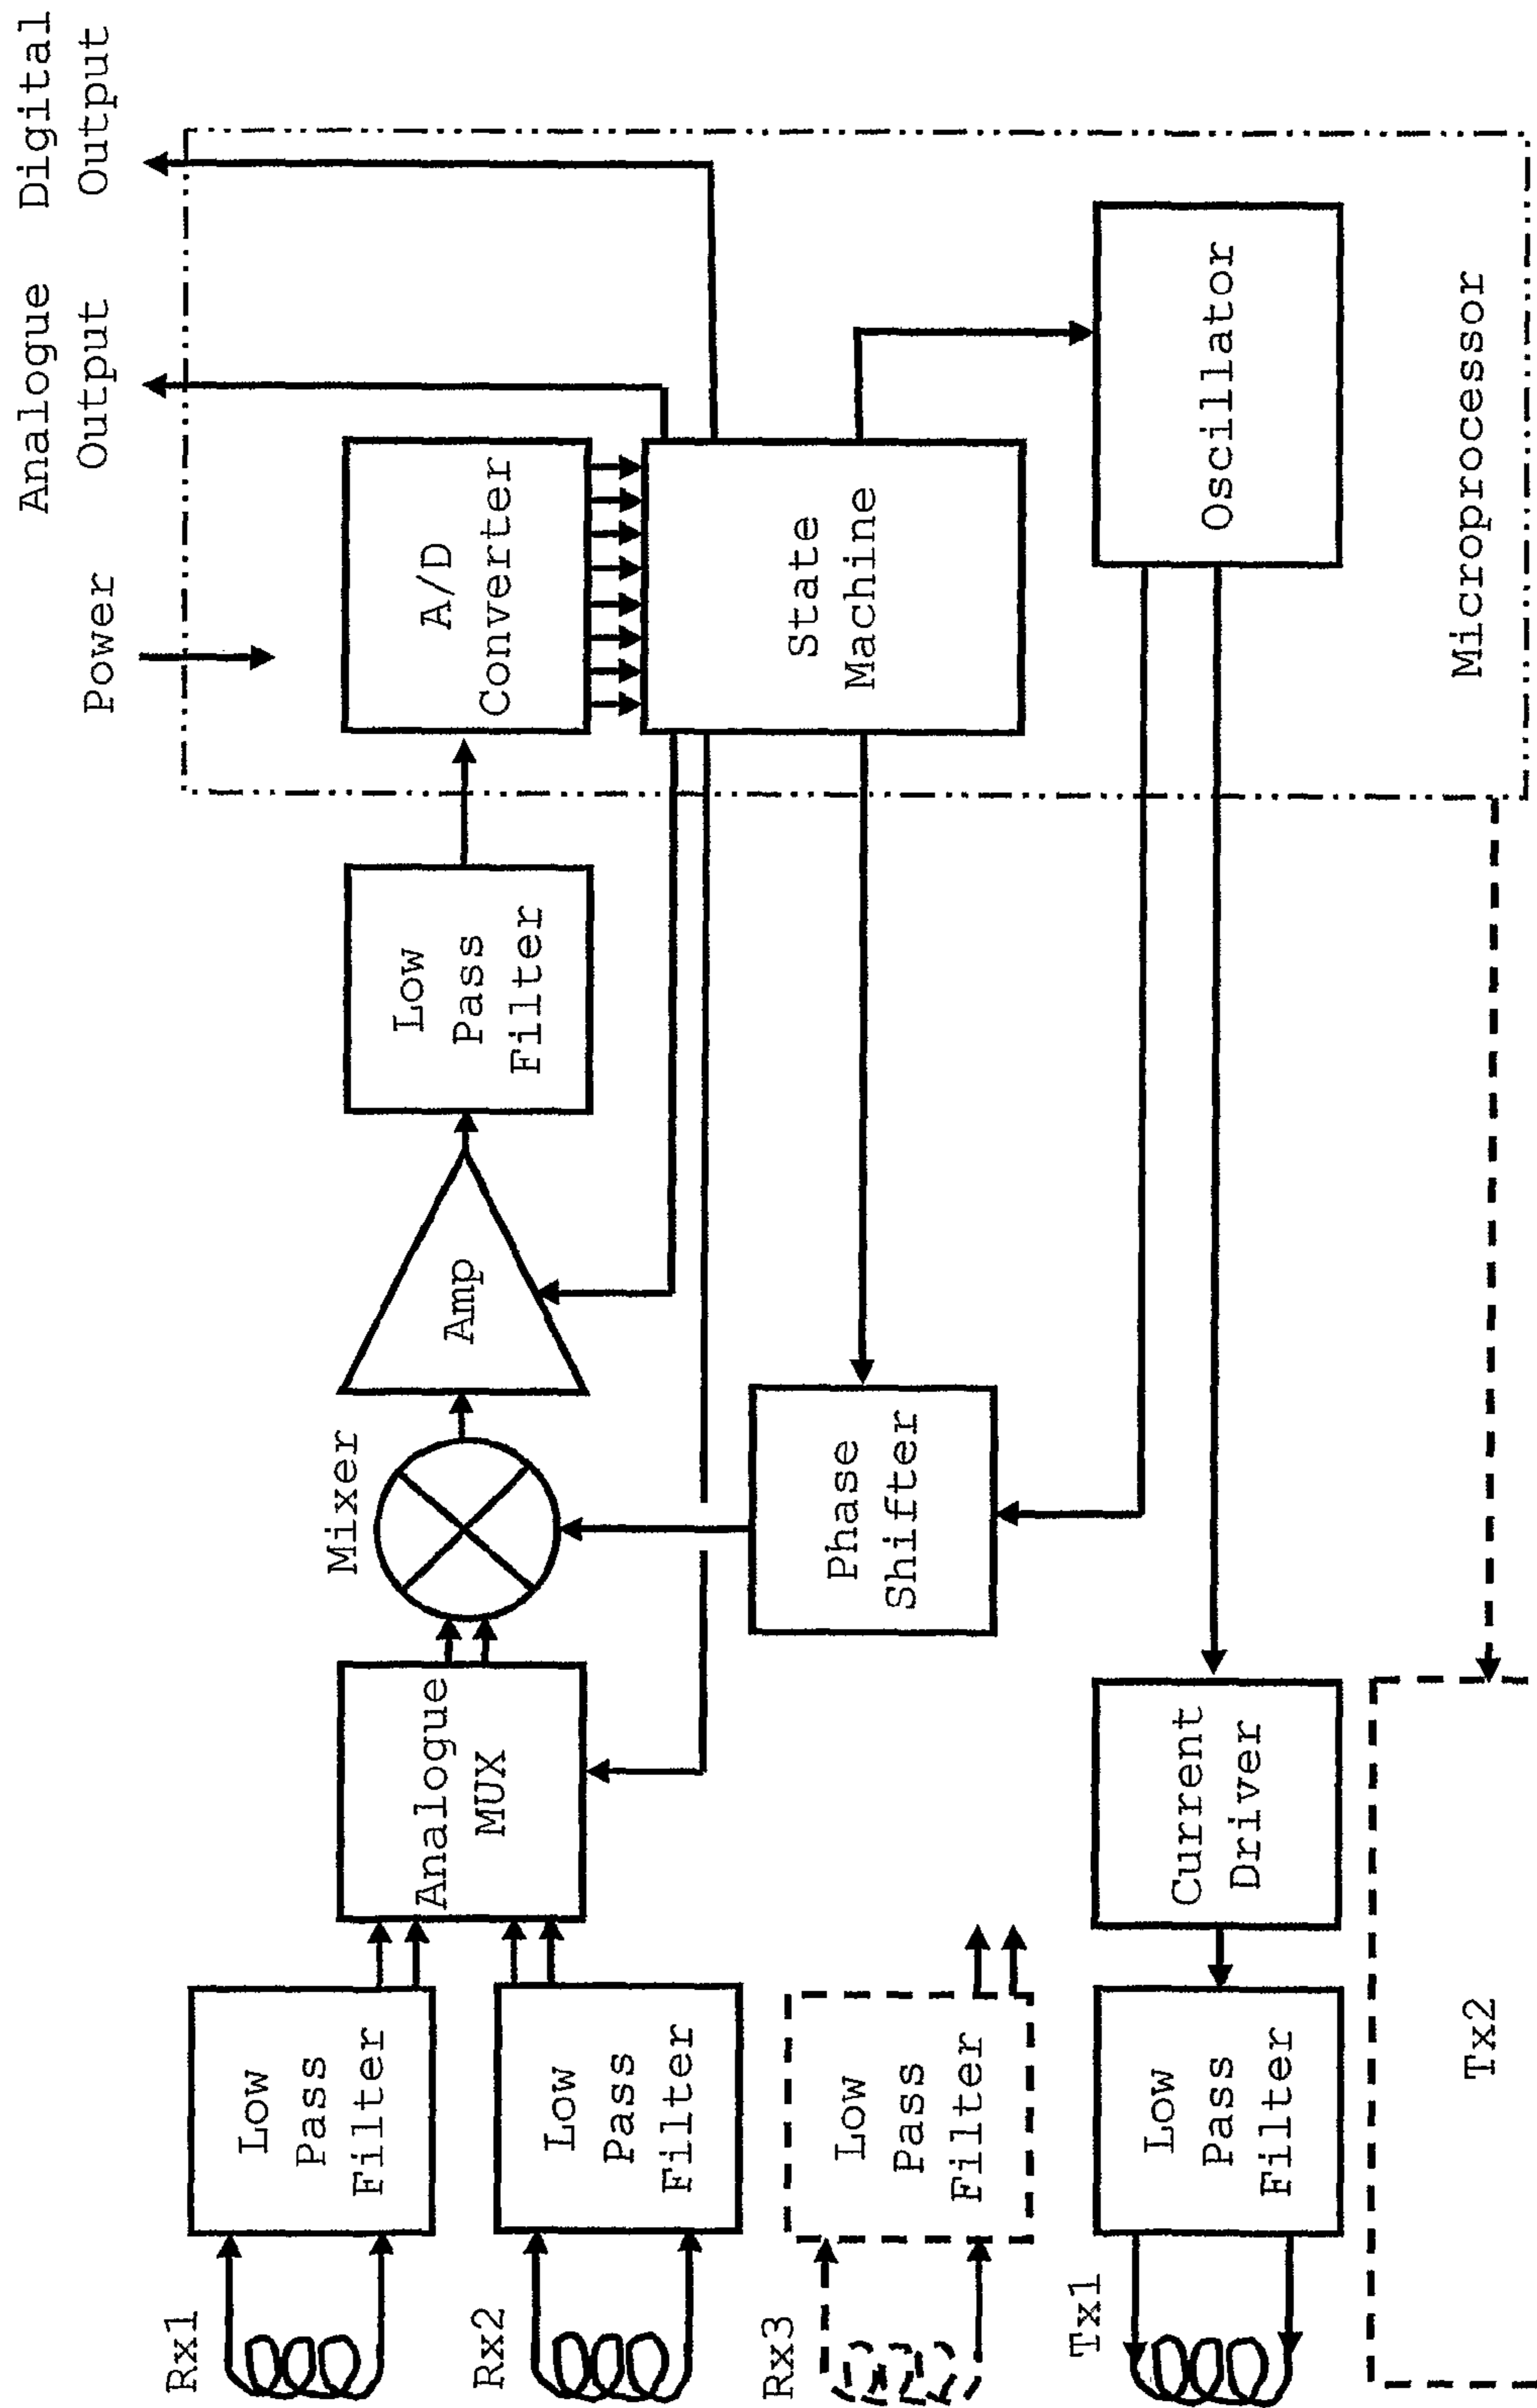 Rx1
Low
Pass
Filter
Rx2
Low
Pass
Filter
Rx3
Low
Pass
Filter
Tx1
Low
Pass
Filter
Tx2
Analogue
MUX
Mixer
Amp
Low
Pass
Filter
Phase
Shifter
Current
Driver
Power
Analogue
Output
Digital
Output
A/D
Converter
State
Machine
Oscillator
Microprocessor